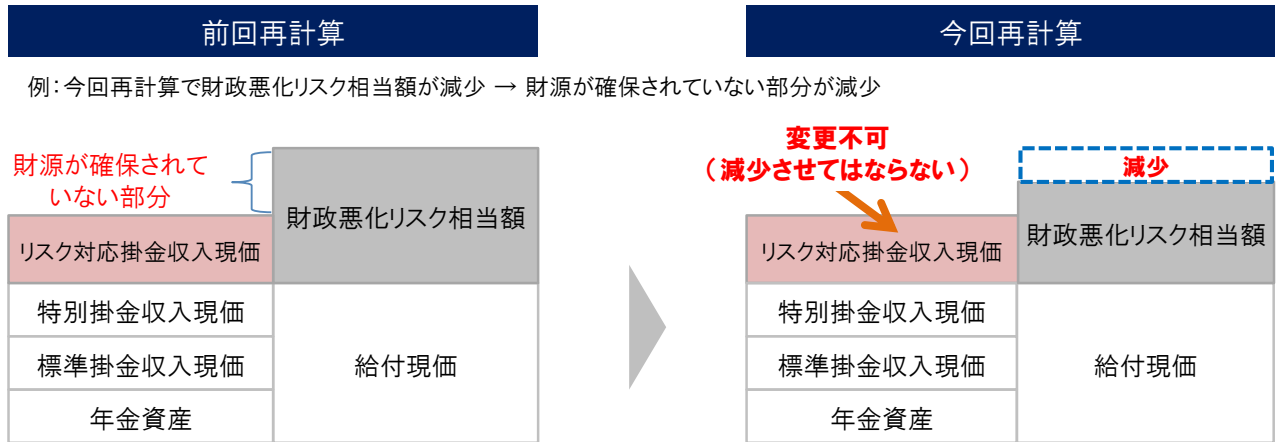 前回再計算
今回再計算
例：今回再計算で財政悪化リスク相当額が減少 → 財源が確保されていない部分が減少
財源が確保されて
いない部分
財政悪化リスク相当額
リスク対応掛金収入現価
特別掛金収入現価
標準掛金収入現価
年金資産
給付現価
変更不可
（減少させてはならない）
減少
財政悪化リスク相当額
リスク対応掛金収入現価
特別掛金収入現価
標準掛金収入現価
年金資産
給付現価